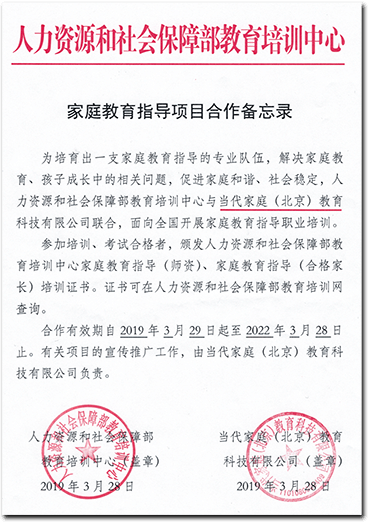 人力资源和社会保障部教育培训中心
家庭教育指导项目合作备忘录
为培育出一支家庭教育指导的专业队伍，解决家庭教
育、孩子成长中的相关问题，促进家庭和谐、社会稳定，人
力资源和社会保障部教育培训中心与当代家庭（北京）教育
科技有限公司联合，面向全国开展家庭教育指导职业培训。
参加培训、考试合格者，颁发人力资源和社会保障部教
育培训中心家庭教育指导（师资）、家庭教育指导（合格家
长）培训证书。证书可在人力资源和社会保障部教育培训网
查询。
合作有效期自 2019 年 3 月 29 日起至 2022 年 3 月 28 日
止。有关项目的宣传推广工作，由当代家庭（北京）教育科
技有限公司负责。
人力资源和社会保障部
教育培训中心（盖章）
2019 年 3 月 28 日
当代家庭（北京）教育
科技有限公司（盖章）
2019 年 3 月 28 日
人力资源和社会保障部教育培训中心